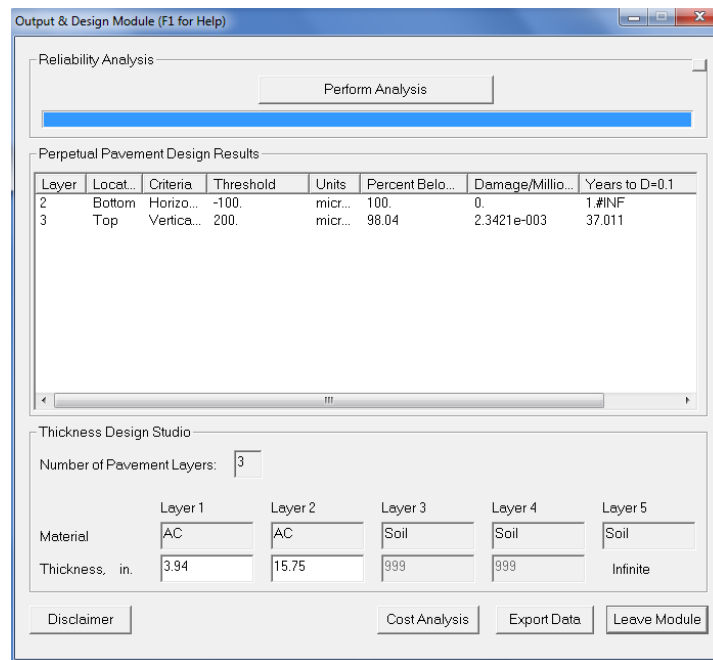 Output & Design Module (F1 for Help)
Reliability Analysis
Perform Analysis
Perpetual Pavement Design Results
Layer Locat... Criteria Threshold Units Percent Belo... Damage/Millio... Years to D=0.1
2 Bottom Horizo... -100. micr... 100. 0. 1.#INF
3 Top Vertica... 200. micr... 98.04 2.3421e-003 37.011
Thickness Design Studio
Number of Pavement Layers: 3
Layer 1 Layer 2 Layer 3 Layer 4 Layer 5
Material AC AC Soil Soil Soil
Thickness, in. 3.94 15.75 999 999 Infinite
Disclaimer Cost Analysis Export Data Leave Module